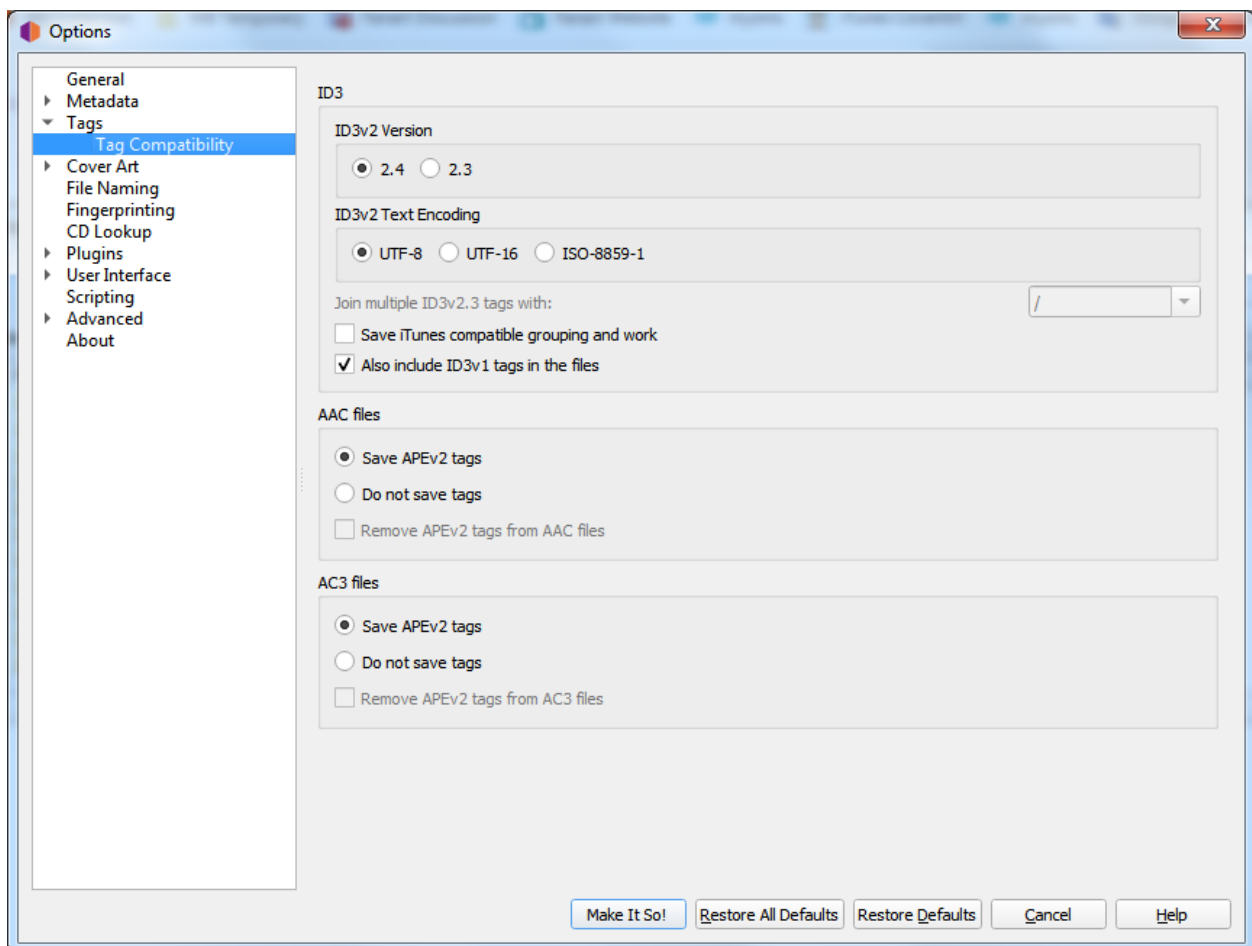 Options
General
Metadata
Tags
Tag Compatibility
Cover Art
File Naming
Fingerprinting
CD Lookup
Plugins
User Interface
Scripting
Advanced
About
ID3
ID3v2 Version
2.4 2.3
ID3v2 Text Encoding
UTF-8 UTF-16 ISO-8859-1
Join multiple ID3v2.3 tags with: /
Save iTunes compatible grouping and work
Also include ID3v1 tags in the files
AAC files
Save APEv2 tags
Do not save tags
Remove APEv2 tags from AAC files
AC3 files
Save APEv2 tags
Do not save tags
Remove APEv2 tags from AC3 files
Make It So! Restore All Defaults Restore Defaults Cancel Help